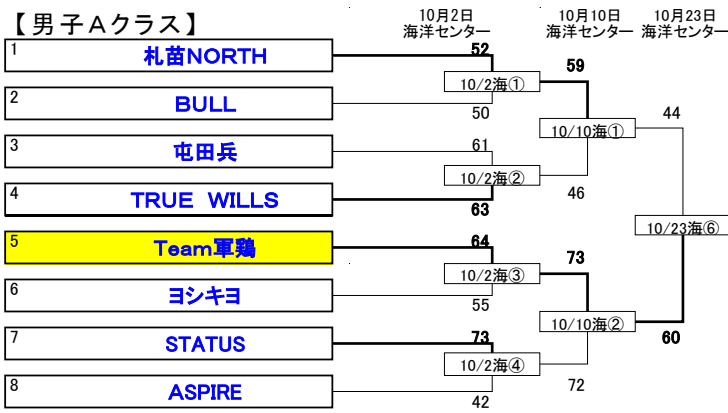 【男子Aクラス】
10月2日
海洋センター
10月10日
海洋センター
10月23日
海洋センター
1 札苗NORTH
52
10/2海①
59
2 BULL
50
10/10海①
44
3 屯田兵
61
10/2海②
46
4 TRUE WILLS
63
10/23海⑥
5 Team軍鶏
64
10/2海③
73
6 ヨシキヨ
55
10/10海②
60
7 STATUS
73
10/2海④
72
8 ASPIRE
42